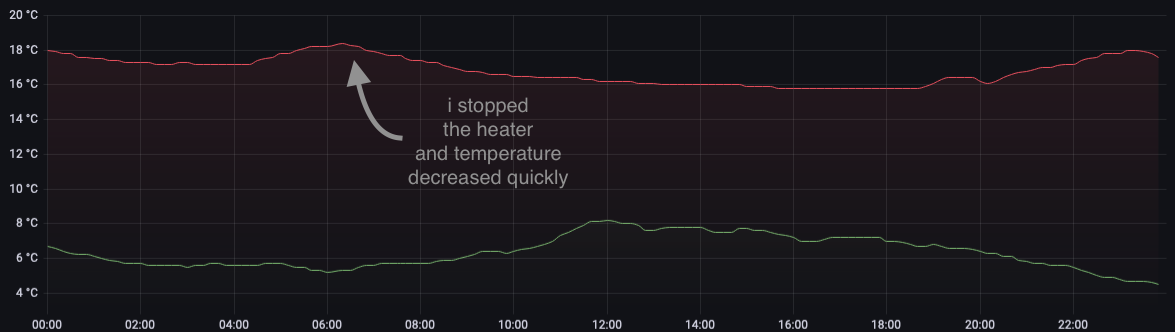 20 °C
18 °C
16 °C
14 °C
12 °C
10 °C
8 °C
6 °C
4 °C
i stopped
the heater
and temperature
decreased quickly
00:00 02:00 04:00 06:00 08:00 10:00 12:00 14:00 16:00 18:00 20:00 22:00